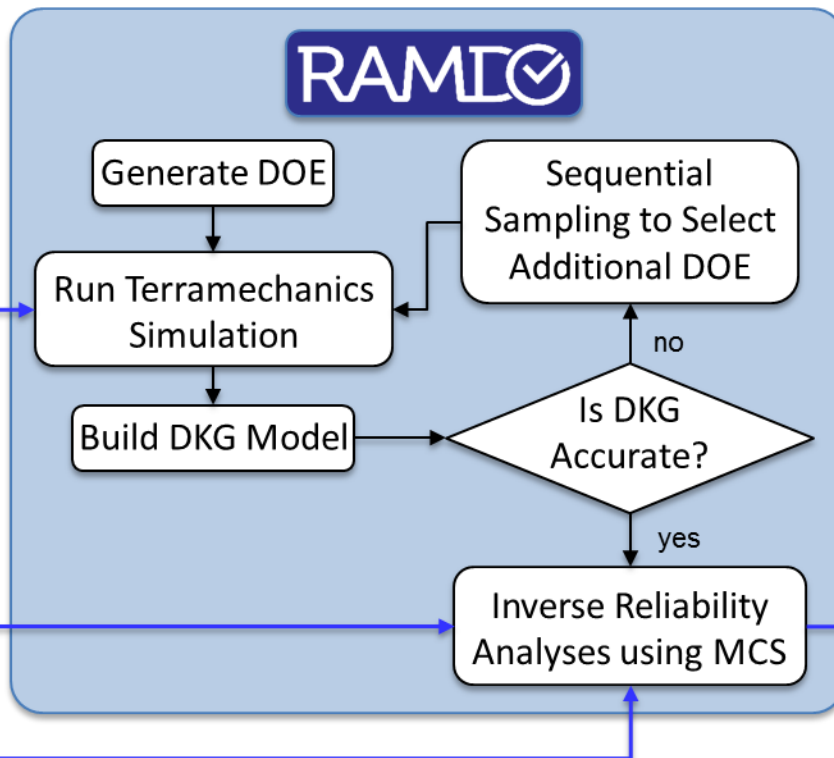 RAMDO
Generate DOE
Sequential
Sampling to Select
Additional DOE
Run Terramechanics
Simulation
no
Build DKG Model
Is DKG
Accurate?
yes
Inverse Reliability
Analyses using MCS